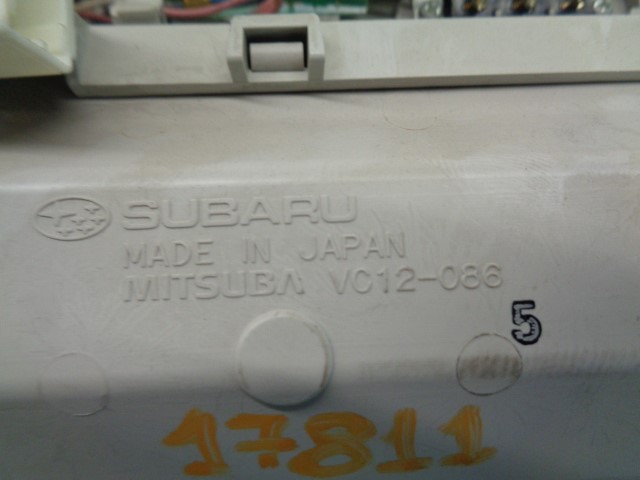 SUBARU
MADE IN JAPAN
MITSUBA VC12-086
5
17811